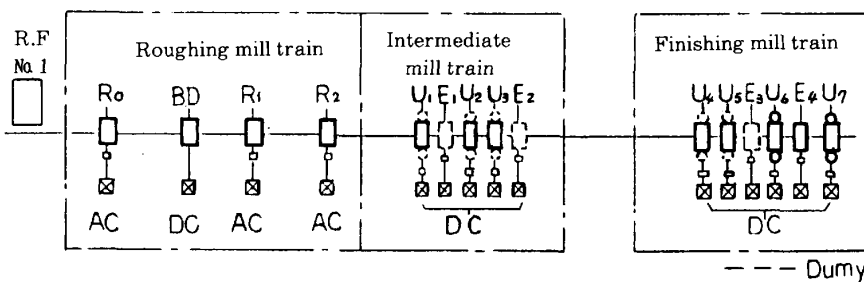 R.F
No.1
Roughing mill train
Intermediate
mill train
Finishing mill train
R0 BD R1 R2
U1 E1 U2 U3 E2
U4 U5 E3 U6 E4 U7
AC DC AC AC
DC
DC
Dumy